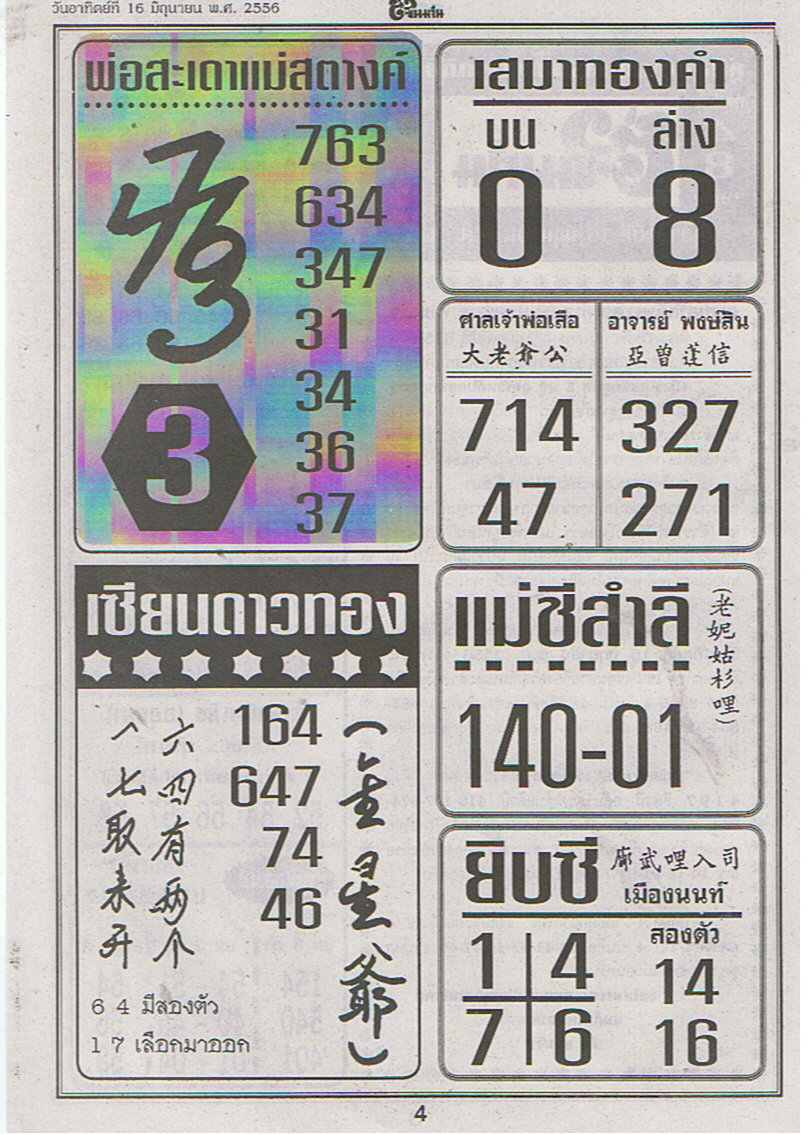 วันอาทิตย์ที่ 16 มิถุนายน พ.ศ. 2556
พ่อสะเดาแม่สตางค์
763
634
347
31
34
36
37
3
เสมาทองคำ
บน ล่าง
0 8
ศาลเจ้าพ่อเสือ
大老爺公
714
47
อาจารย์ พงษ์สิน
亞曾蓬信
327
271
เซียนดาวทอง
164
647
74
46
六四有两个
七取来开
(金星爺)
6 4 มีสองตัว
1 7 เลือกมาออก
แม่ชีสำลี
(老妮姑杉哩)
140-01
ยิบซี
廊武哩入司
เมืองนนท์
1 4
7 6
สองตัว
14
16
4